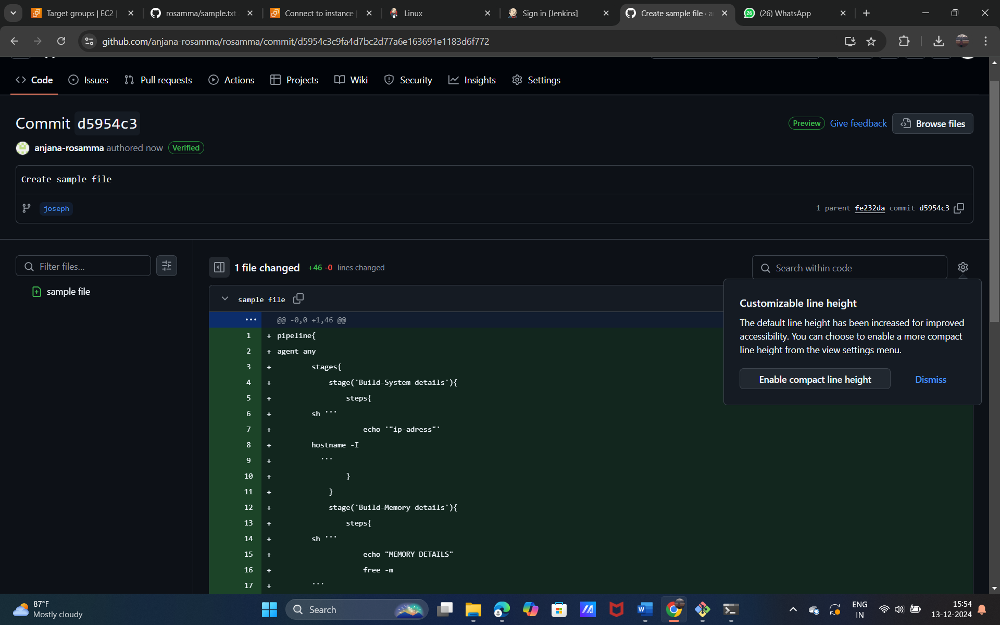 Target groups | EC2 |
rosamma/sample.txt
Connect to instance |
Linux
Sign in [Jenkins]
Create sample file · a
(26) WhatsApp
github.com/anjana-rosamma/rosamma/commit/d5954c3c9fa4d7bc2d77a6e163691e1183d6f772
Code
Issues
Pull requests
Actions
Projects
Wiki
Security
Insights
Settings
Commit d5954c3
Preview
Give feedback
Browse files
anjana-rosamma authored now Verified
Create sample file
joseph
1 parent fe232da commit d5954c3
Filter files...
sample file
1 file changed +46 -0 lines changed
Search within code
sample file
@@ -0,0 +1,46 @@
1 + pipeline{
2 + agent any
3 + stages{
4 + stage('Build-System details'){
5 + steps{
6 + sh '''
7 + echo '"ip-adress"'
8 + hostname -I
9 + '''
10 + }
11 + }
12 + stage('Build-Memory details'){
13 + steps{
14 + sh '''
15 + echo "MEMORY DETAILS"
16 + free -m
17 + '''
Customizable line height
The default line height has been increased for improved
accessibility. You can choose to enable a more compact
line height from the view settings menu.
Enable compact line height
Dismiss
87°F
Mostly cloudy
Search
ENG
IN
15:54
13-12-2024